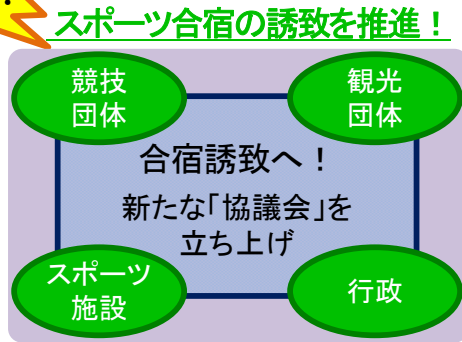 スポーツ合宿の誘致を推進！
競技
団体
観光
団体
合宿誘致へ！
新たな「協議会」を
立ち上げ
スポーツ
施設
行政